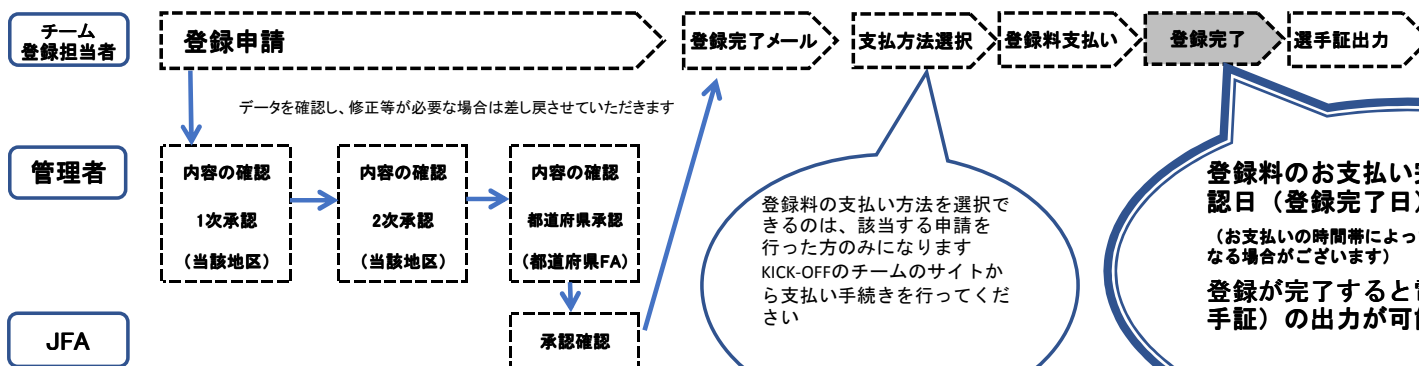 チーム
登録担当者
登録申請
登録完了メール
支払方法選択
登録料支払い
登録完了
選手証出力
データを確認し、修正等が必要な場合は差し戻させていただきます
管理者
内容の確認
1次承認
(当該地区)
内容の確認
2次承認
(当該地区)
内容の確認
都道府県承認
(都道府県FA)
登録料の支払い方法を選択で
きるのは、該当する申請を
行った方のみになります
KICK-OFFのチームのサイトか
ら支払い手続きを行ってくだ
さい
登録料のお支払い
認日（登録完了日）
（お支払いの時間帯によっ
なる場合がございます）
登録が完了すると
手証）の出力が可
JFA
承認確認